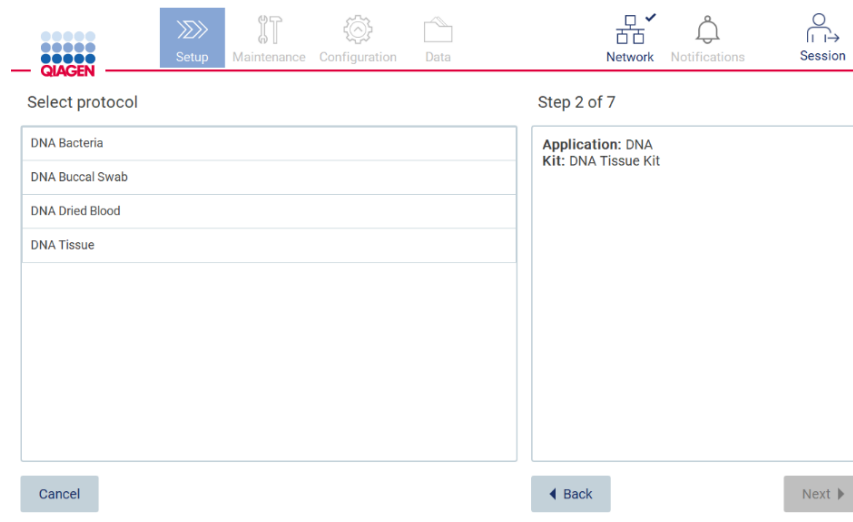 QIAGEN
Setup
Maintenance
Configuration
Data
Network
Notifications
Session
Select protocol
Step 2 of 7
DNA Bacteria
DNA Buccal Swab
DNA Dried Blood
DNA Tissue
Application: DNA
Kit: DNA Tissue Kit
Cancel
Back
Next